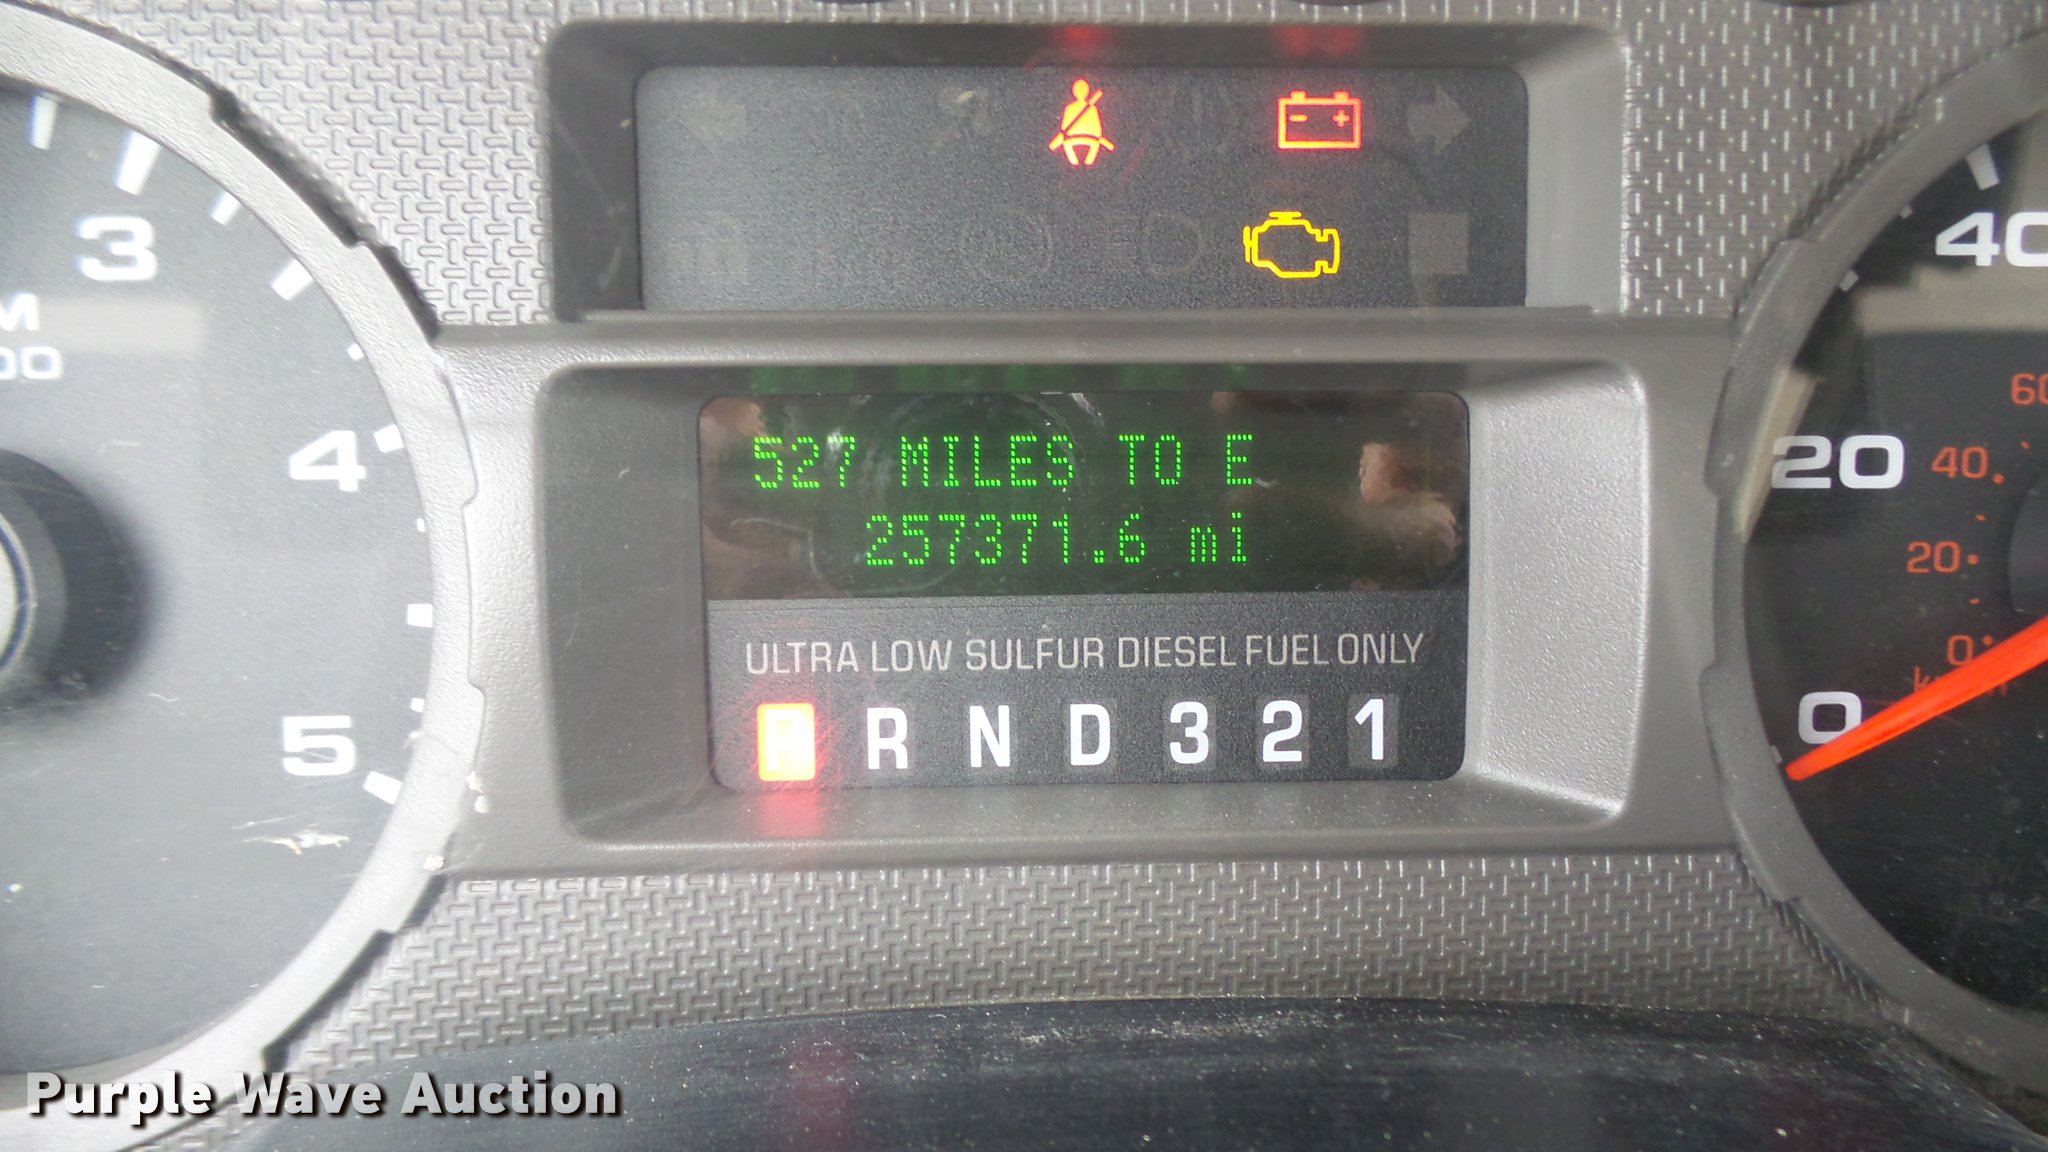 3
M
00
4
5
527 MILES TO E
257371.6 mi
ULTRA LOW SULFUR DIESEL FUEL ONLY
P R N D 3 2 1
40
60
20
40
20
0
0
Purple Wave Auction